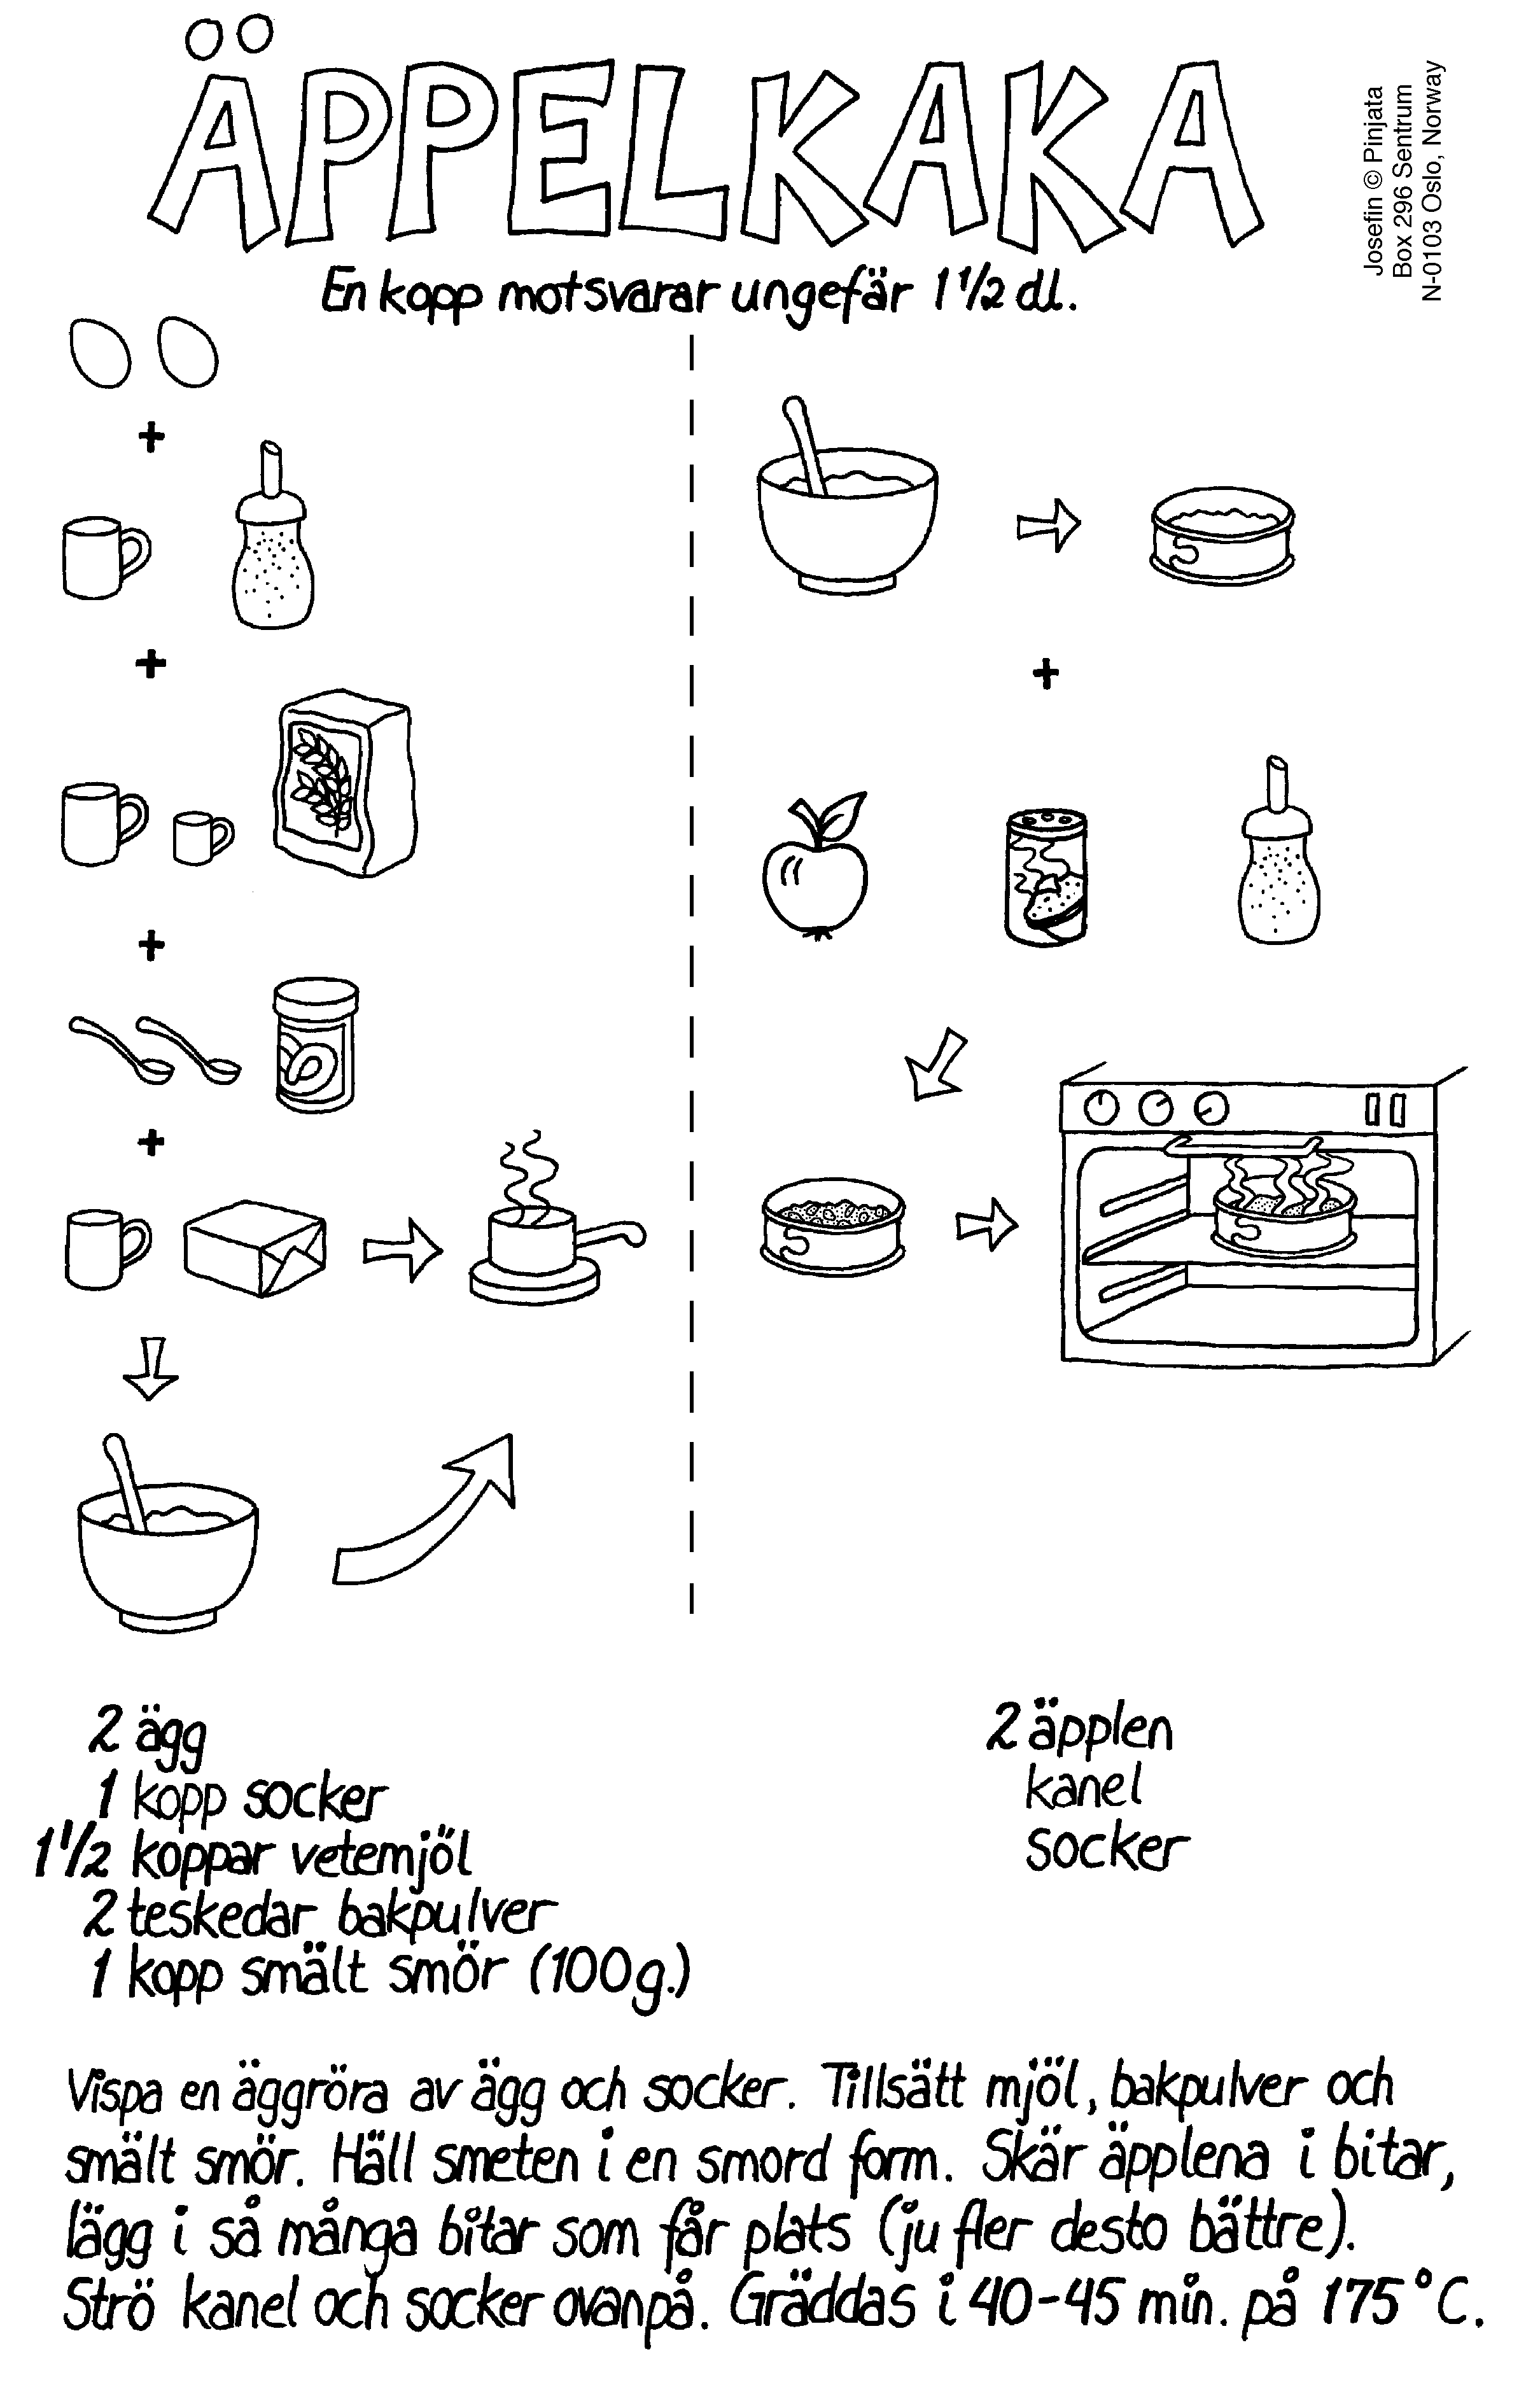 ÄPPELKAKA
Josefin © Pinjata
Box 296 Sentrum
N-0103 Oslo, Norway
En kopp motsvarar ungefär 1 1/2 dl.
2 ägg
1 kopp socker
1 1/2 koppar vetemjöl
2 teskedar bakpulver
1 kopp smält smör (100g.)
2 äpplen
kanel
socker
Vispa en äggröra av ägg och socker. Tillsätt mjöl, bakpulver och
smält smör. Häll smeten i en smord form. Skär äpplena i bitar,
lägg i så många bitar som får plats (ju fler desto bättre).
Strö kanel och socker ovanpå. Gräddas i 40-45 min. på 175°C.